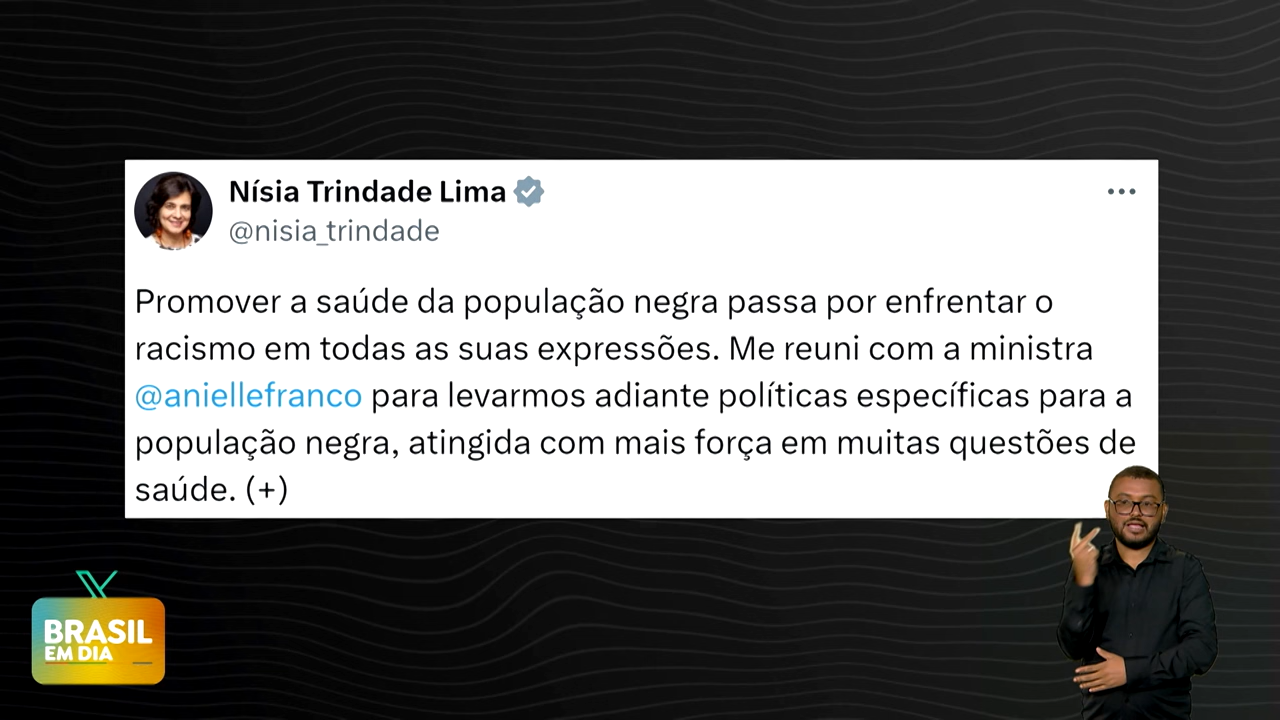 Nísia Trindade Lima
@nisia_trindade
Promover a saúde da população negra passa por enfrentar o
racismo em todas as suas expressões. Me reuni com a ministra
@aniellefranco para levarmos adiante políticas específicas para a
população negra, atingida com mais força em muitas questões de
saúde. (+)
BRASIL
EM DIA